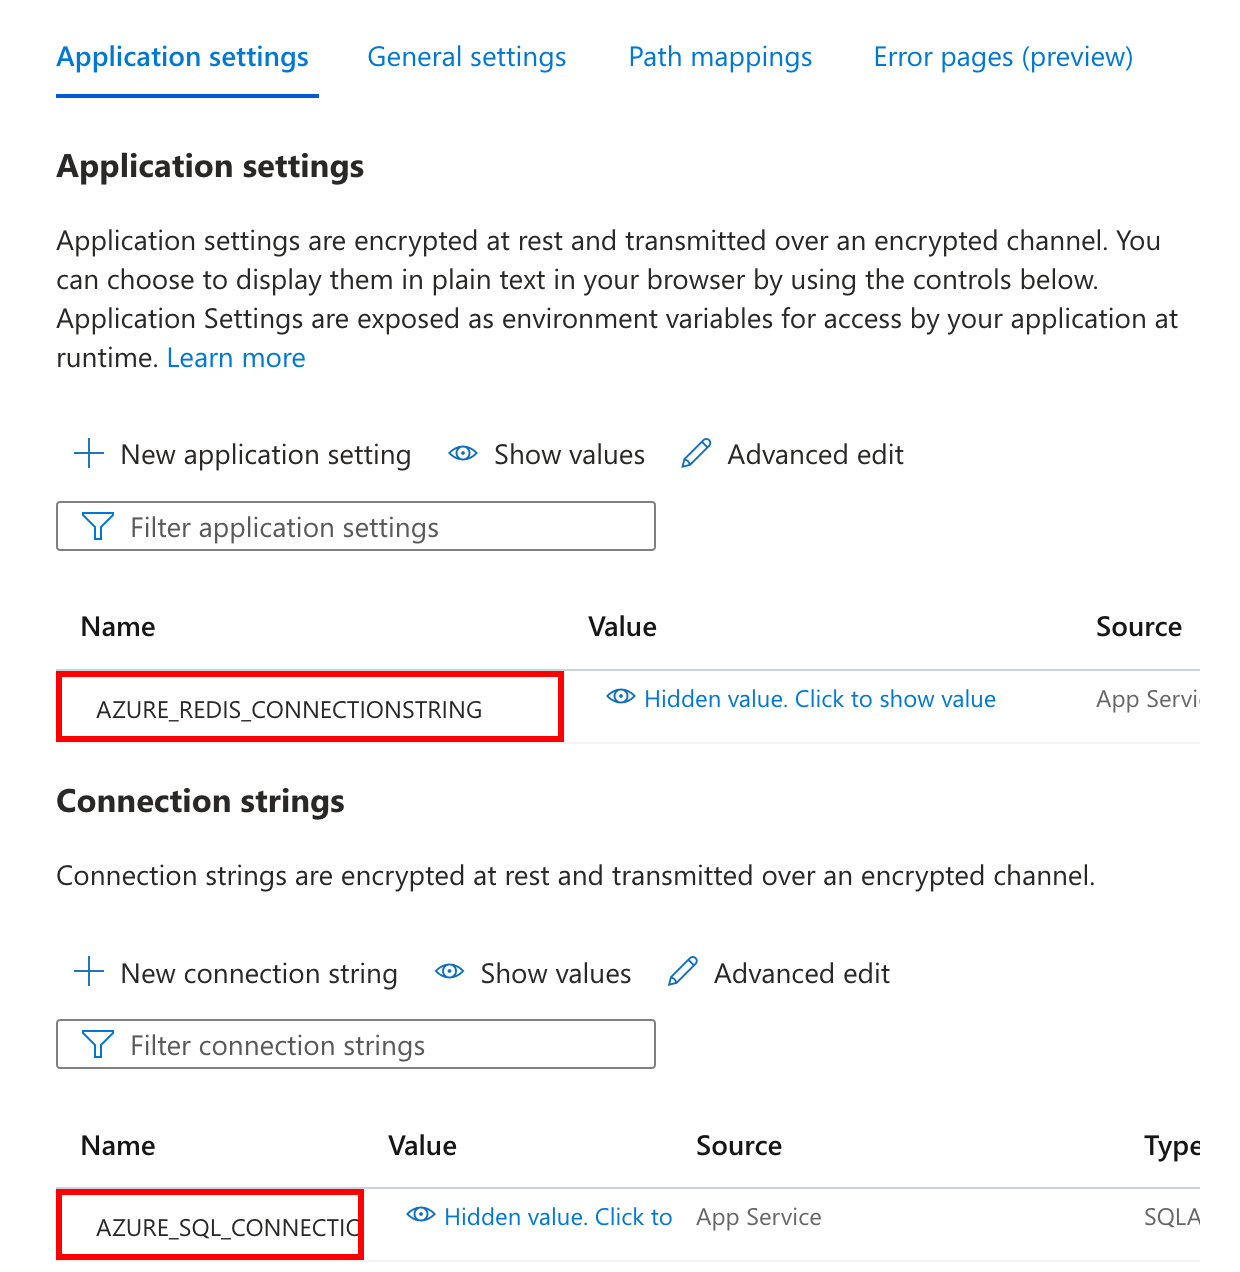 Application settings General settings Path mappings Error pages (preview)
Application settings
Application settings are encrypted at rest and transmitted over an encrypted channel. You
can choose to display them in plain text in your browser by using the controls below.
Application Settings are exposed as environment variables for access by your application at
runtime. Learn more
New application setting Show values Advanced edit
Filter application settings
Name Value Source
AZURE_REDIS_CONNECTIONSTRING Hidden value. Click to show value App Servi
Connection strings
Connection strings are encrypted at rest and transmitted over an encrypted channel.
New connection string Show values Advanced edit
Filter connection strings
Name Value Source Type
AZURE_SQL_CONNECTIO Hidden value. Click to App Service SQLA